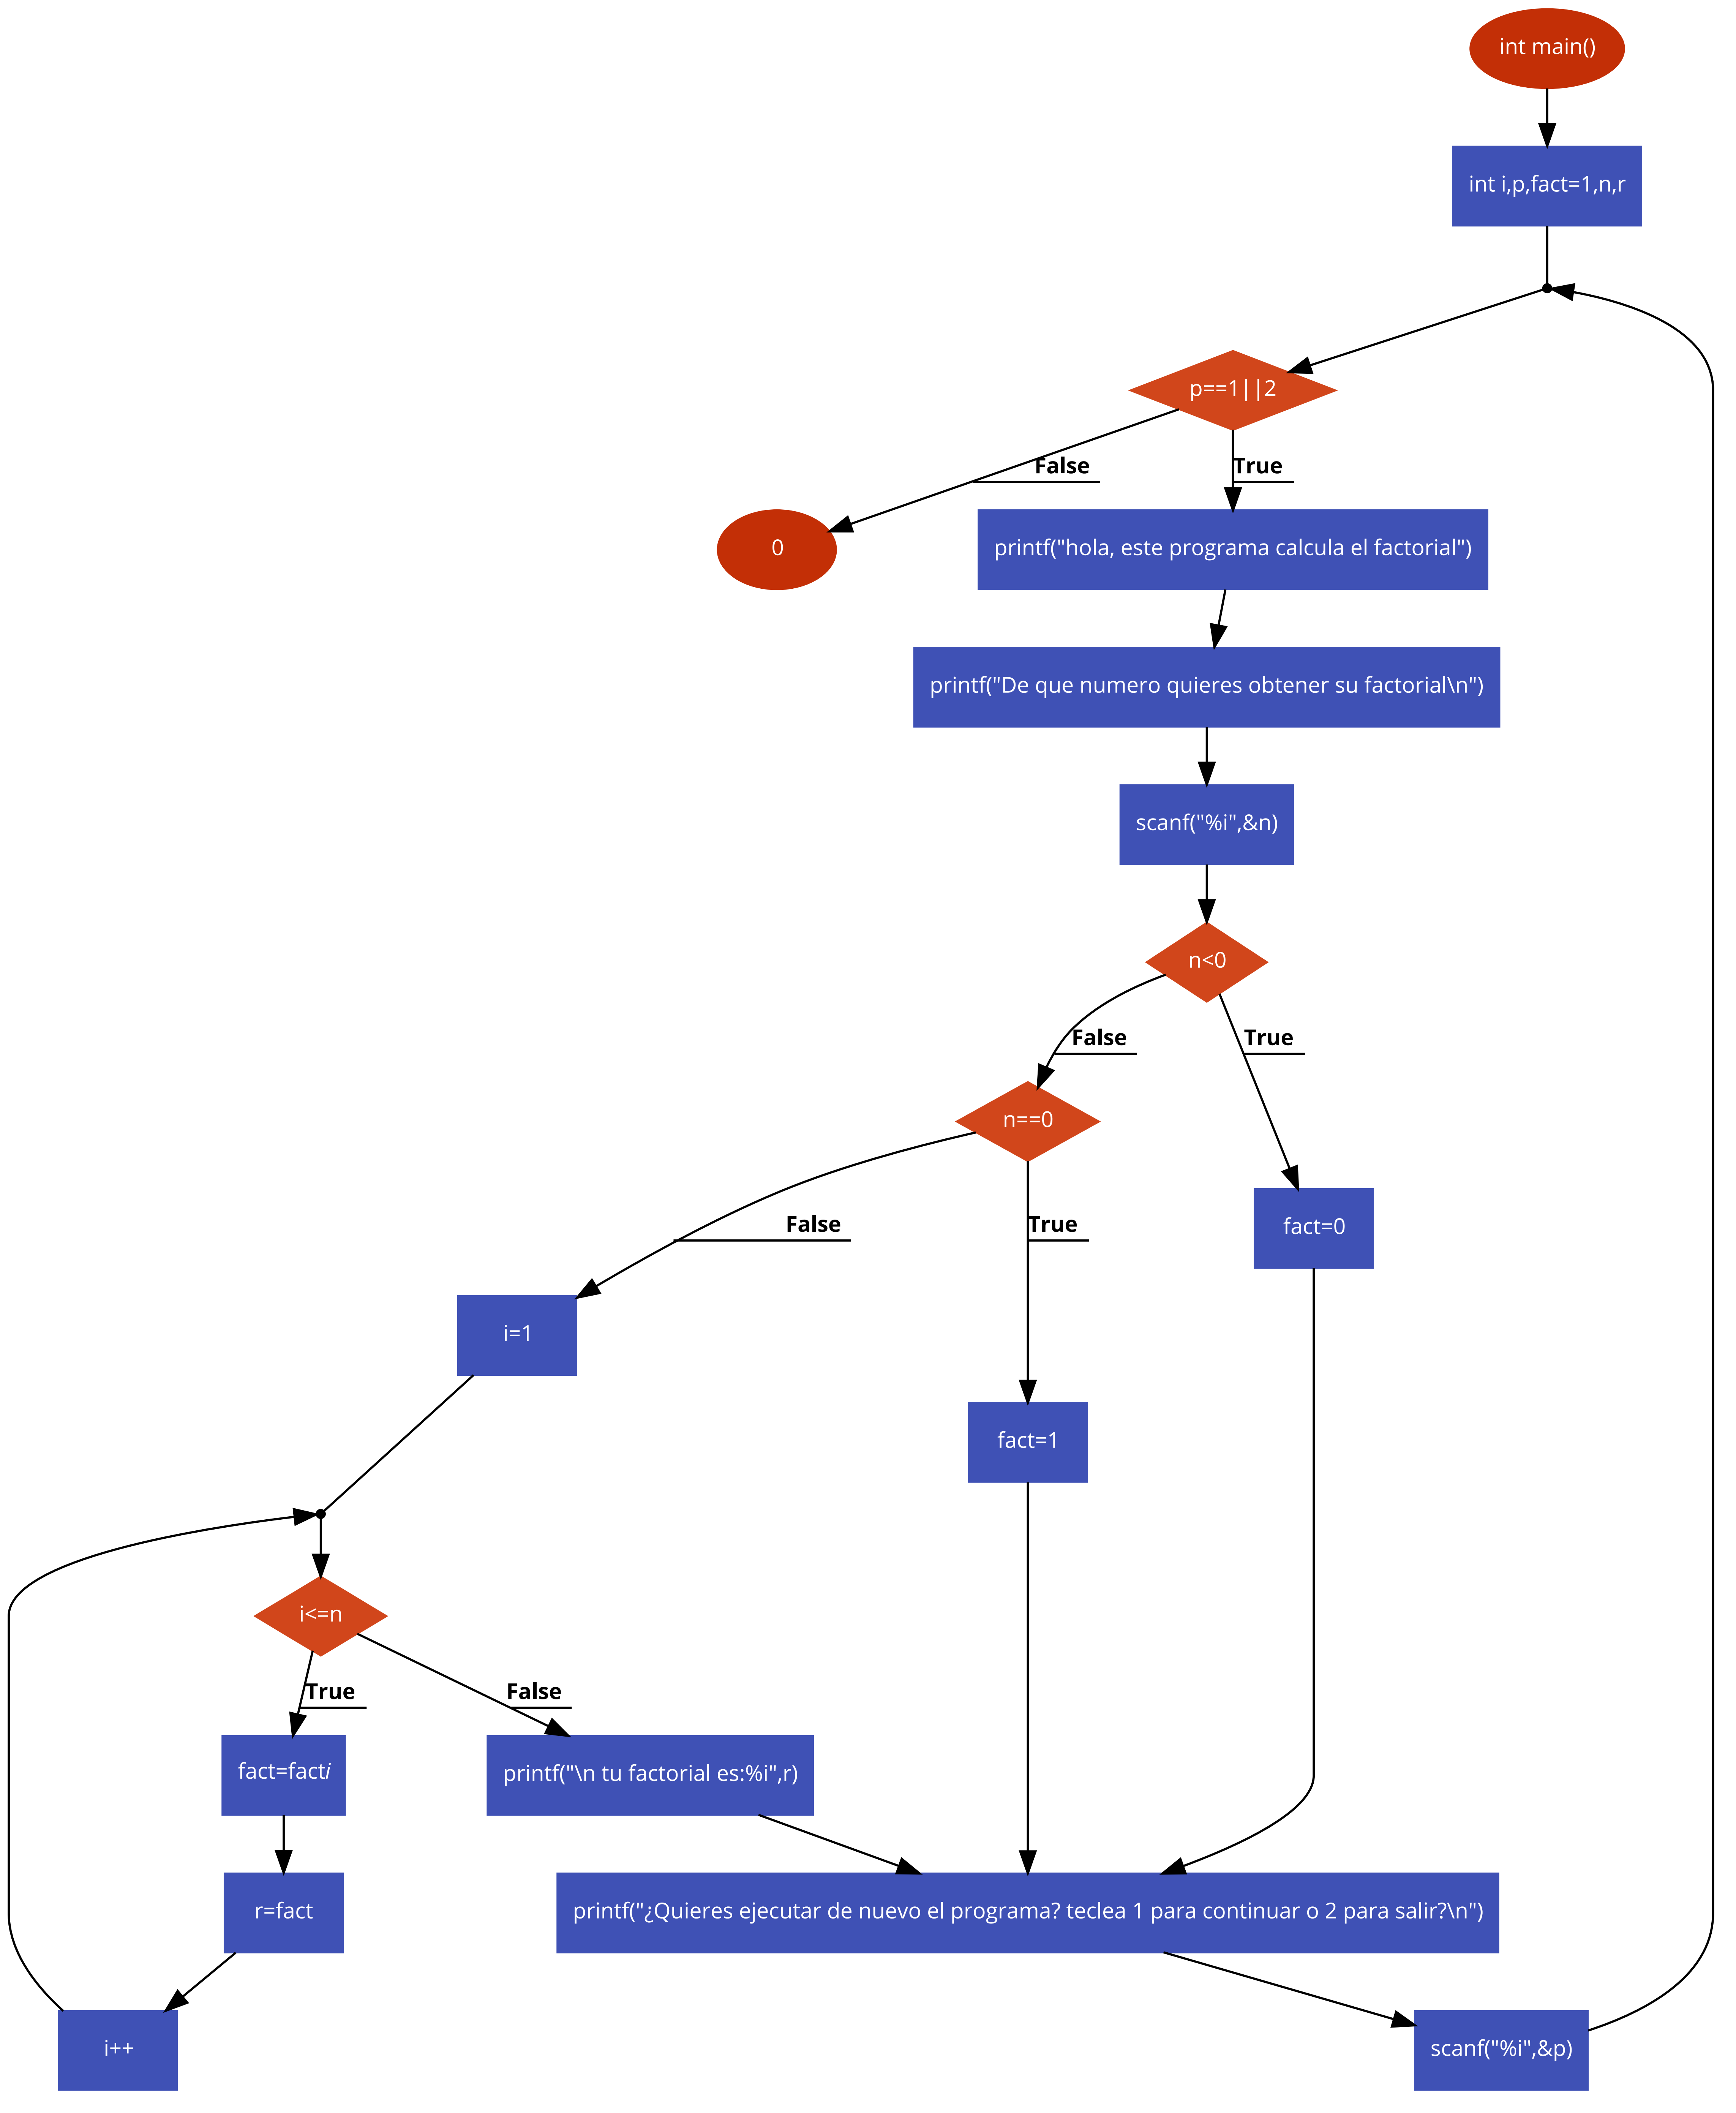 int main()
int i,p,fact=1,n,r
p==1||2
False
True
0
printf("hola, este programa calcula el factorial")
printf("De que numero quieres obtener su factorial\n")
scanf("%i",&n)
n<0
False
True
n==0
fact=0
False
True
i=1
fact=1
i<=n
True
False
fact=facti
printf("\n tu factorial es:%i",r)
r=fact
printf("¿Quieres ejecutar de nuevo el programa? teclea 1 para continuar o 2 para salir?\n")
i++
scanf("%i",&p)